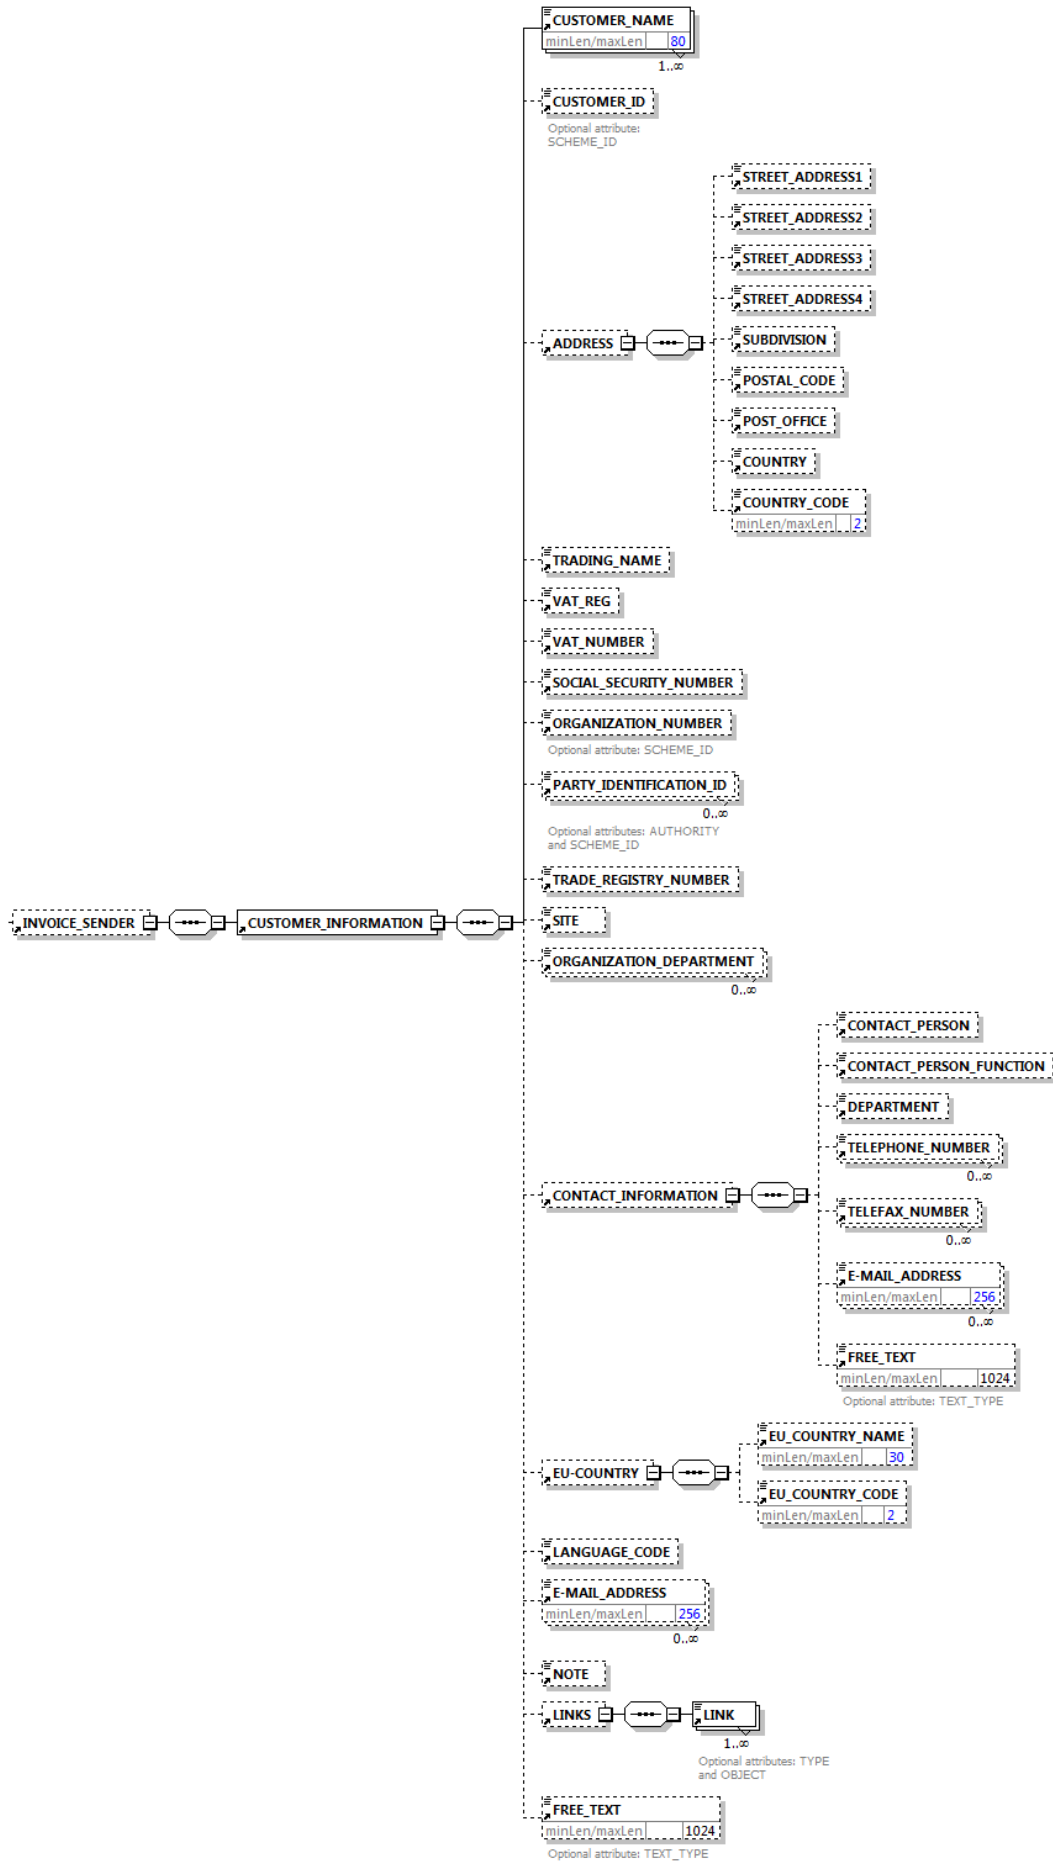 CUSTOMER_NAME
minLen/maxLen 80
1..∞
CUSTOMER_ID
Optional attribute:
SCHEME_ID
STREET_ADDRESS1
STREET_ADDRESS2
STREET_ADDRESS3
STREET_ADDRESS4
ADDRESS
SUBDIVISION
POSTAL_CODE
POST_OFFICE
COUNTRY
COUNTRY_CODE
minLen/maxLen 2
TRADING_NAME
VAT_REG
VAT_NUMBER
SOCIAL_SECURITY_NUMBER
ORGANIZATION_NUMBER
Optional attribute: SCHEME_ID
PARTY_IDENTIFICATION_ID
0..∞
Optional attributes: AUTHORITY
and SCHEME_ID
TRADE_REGISTRY_NUMBER
INVOICE_SENDER
CUSTOMER_INFORMATION
SITE
ORGANIZATION_DEPARTMENT
0..∞
CONTACT_PERSON
CONTACT_PERSON_FUNCTION
DEPARTMENT
TELEPHONE_NUMBER
0..∞
CONTACT_INFORMATION
TELEFAX_NUMBER
0..∞
E-MAIL_ADDRESS
minLen/maxLen 256
0..∞
FREE_TEXT
minLen/maxLen 1024
Optional attribute: TEXT_TYPE
EU_COUNTRY_NAME
minLen/maxLen 30
EU-COUNTRY
EU_COUNTRY_CODE
minLen/maxLen 2
LANGUAGE_CODE
E-MAIL_ADDRESS
minLen/maxLen 256
0..∞
NOTE
LINKS
LINK
1..∞
Optional attributes: TYPE
and OBJECT
FREE_TEXT
minLen/maxLen 1024
Optional attribute: TEXT_TYPE